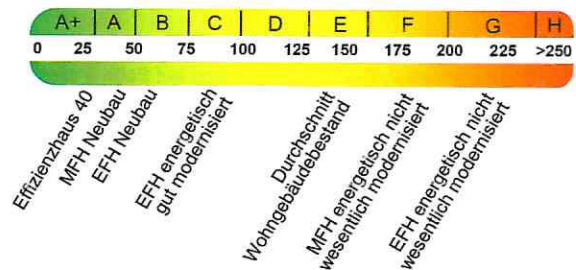 A+ A B C D E F G H
0 25 50 75 100 125 150 175 200 225 >250
Effizienzhaus 40
MFH Neubau
EFH Neubau
EFH energetisch
gut modernisiert
Durchschnitt
Wohngebäudebestand
MFH energetisch nicht
wesentlich modernisiert
EFH energetisch nicht
wesentlich modernisiert